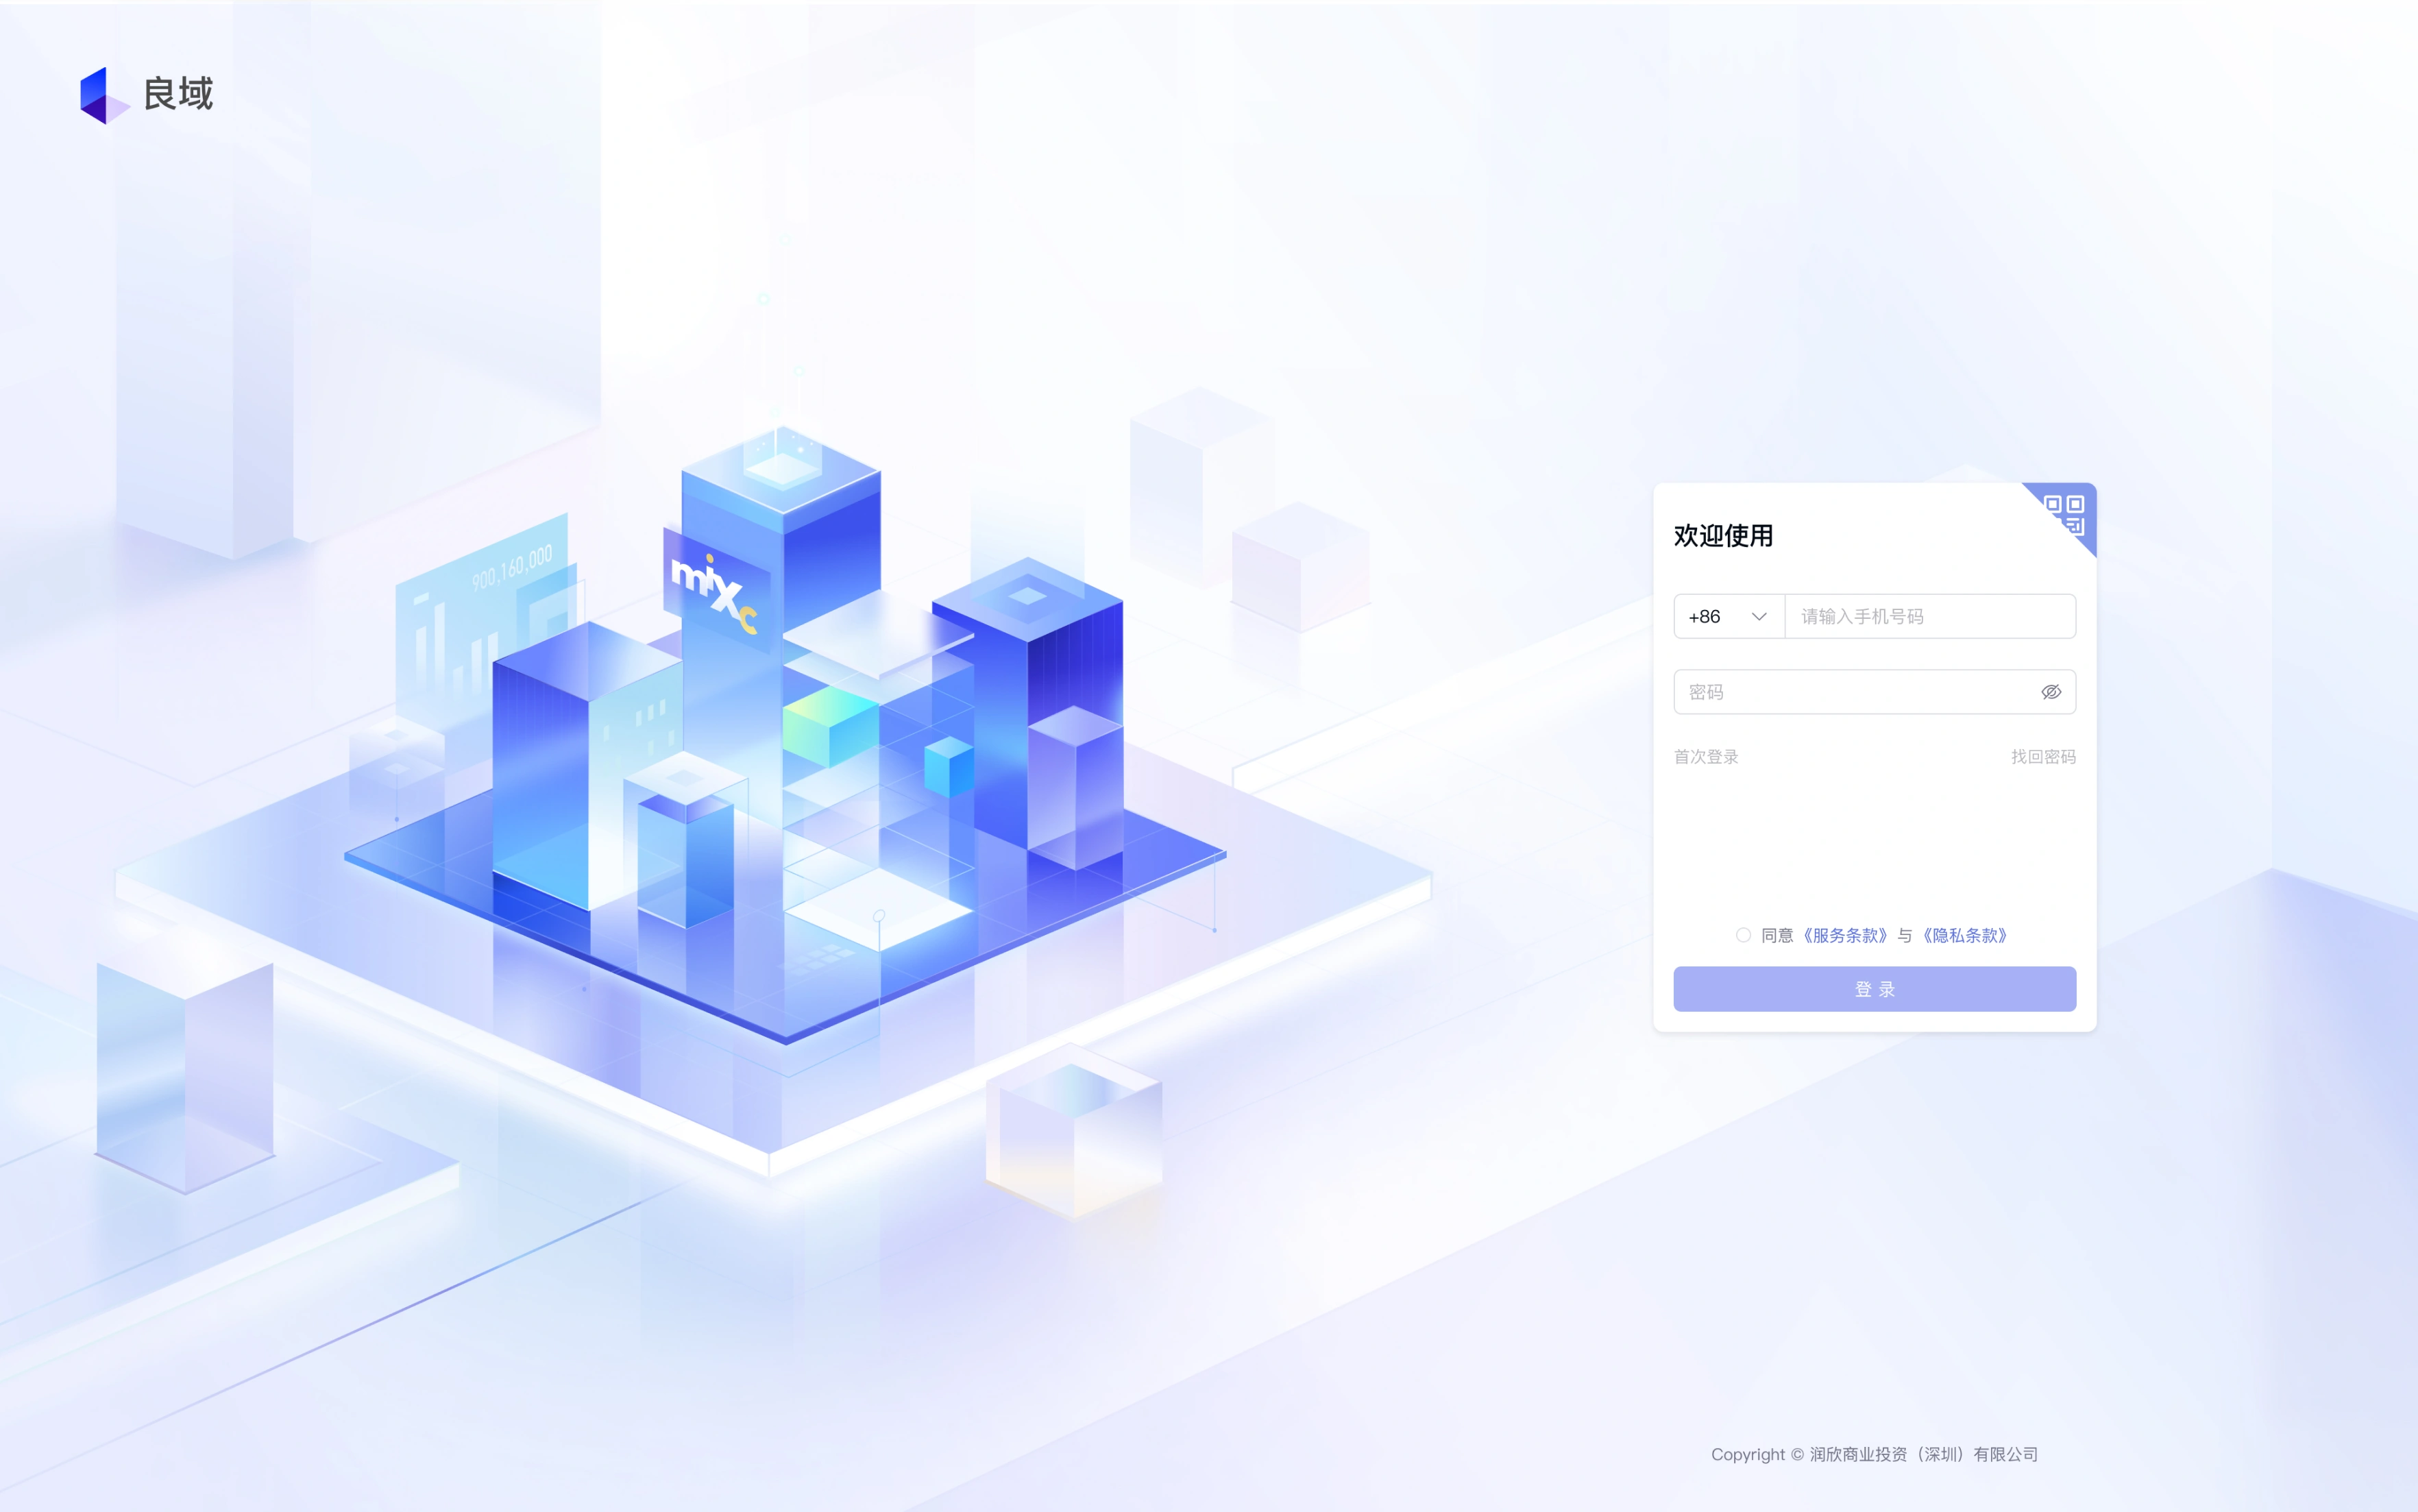 良域
900,160,000
mixc
欢迎使用
+86 请输入手机号码
密码
首次登录 找回密码
同意《服务条款》与《隐私条款》
登录
Copyright © 润欣商业投资（深圳）有限公司